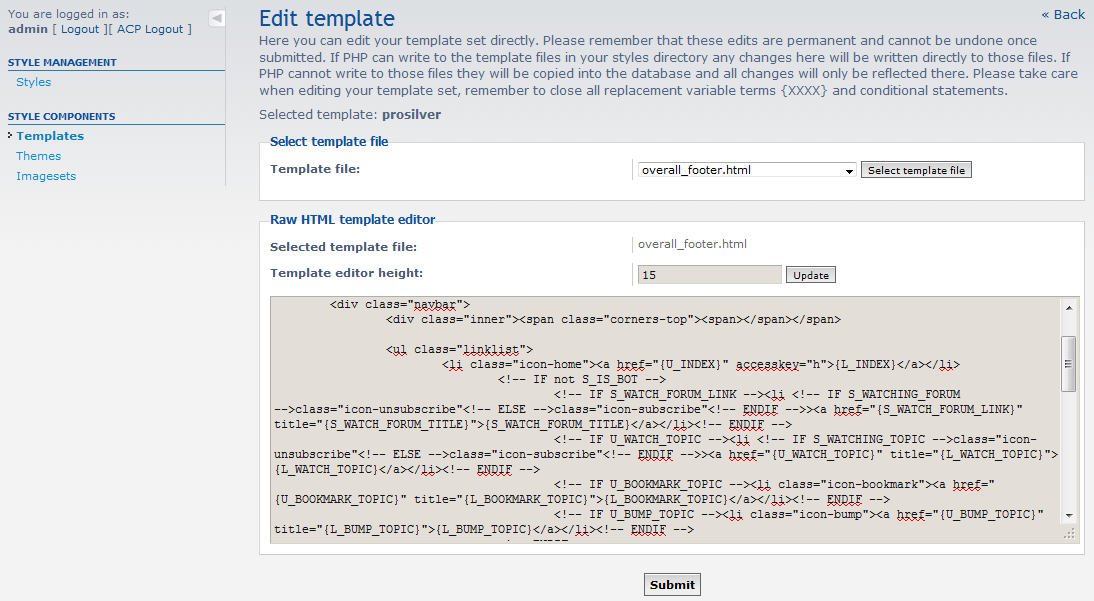 You are logged in as:
admin [ Logout ][ ACP Logout ]
STYLE MANAGEMENT
Styles
STYLE COMPONENTS
Templates
Themes
Imagesets
Edit template
« Back
Here you can edit your template set directly. Please remember that these edits are permanent and cannot be undone once
submitted. If PHP can write to the template files in your styles directory any changes here will be written directly to those files. If
PHP cannot write to those files they will be copied into the database and all changes will only be reflected there. Please take care
when editing your template set, remember to close all replacement variable terms {XXXX} and conditional statements.
Selected template: prosilver
Select template file
Template file: overall_footer.html Select template file
Raw HTML template editor
Selected template file: overall_footer.html
Template editor height: 15 Update
<div class="navbar">
<div class="inner"><span class="corners-top"><span></span></span>
<ul class="linklist">
<li class="icon-home"><a href="{U_INDEX}" accesskey="h">{L_INDEX}</a></li>
<!-- IF not S_IS_BOT -->
<!-- IF S_WATCH_FORUM_LINK --><li <!-- IF S_WATCHING_FORUM
-->class="icon-unsubscribe"<!-- ELSE -->class="icon-subscribe"<!-- ENDIF -->><a href="{S_WATCH_FORUM_LINK}"
title="{S_WATCH_FORUM_TITLE}">{S_WATCH_FORUM_TITLE}</a></li><!-- ENDIF -->
<!-- IF U_WATCH_TOPIC --><li <!-- IF S_WATCHING_TOPIC -->class="icon-
unsubscribe"<!-- ELSE -->class="icon-subscribe"<!-- ENDIF -->><a href="{U_WATCH_TOPIC}" title="{L_WATCH_TOPIC}">
{L_WATCH_TOPIC}</a></li><!-- ENDIF -->
<!-- IF U_BOOKMARK_TOPIC --><li class="icon-bookmark"><a href="
{U_BOOKMARK_TOPIC}" title="{L_BOOKMARK_TOPIC}">{L_BOOKMARK_TOPIC}</a></li><!-- ENDIF -->
<!-- IF U_BUMP_TOPIC --><li class="icon-bump"><a href="{U_BUMP_TOPIC}"
title="{L_BUMP_TOPIC}">{L_BUMP_TOPIC}</a></li><!-- ENDIF -->
Submit